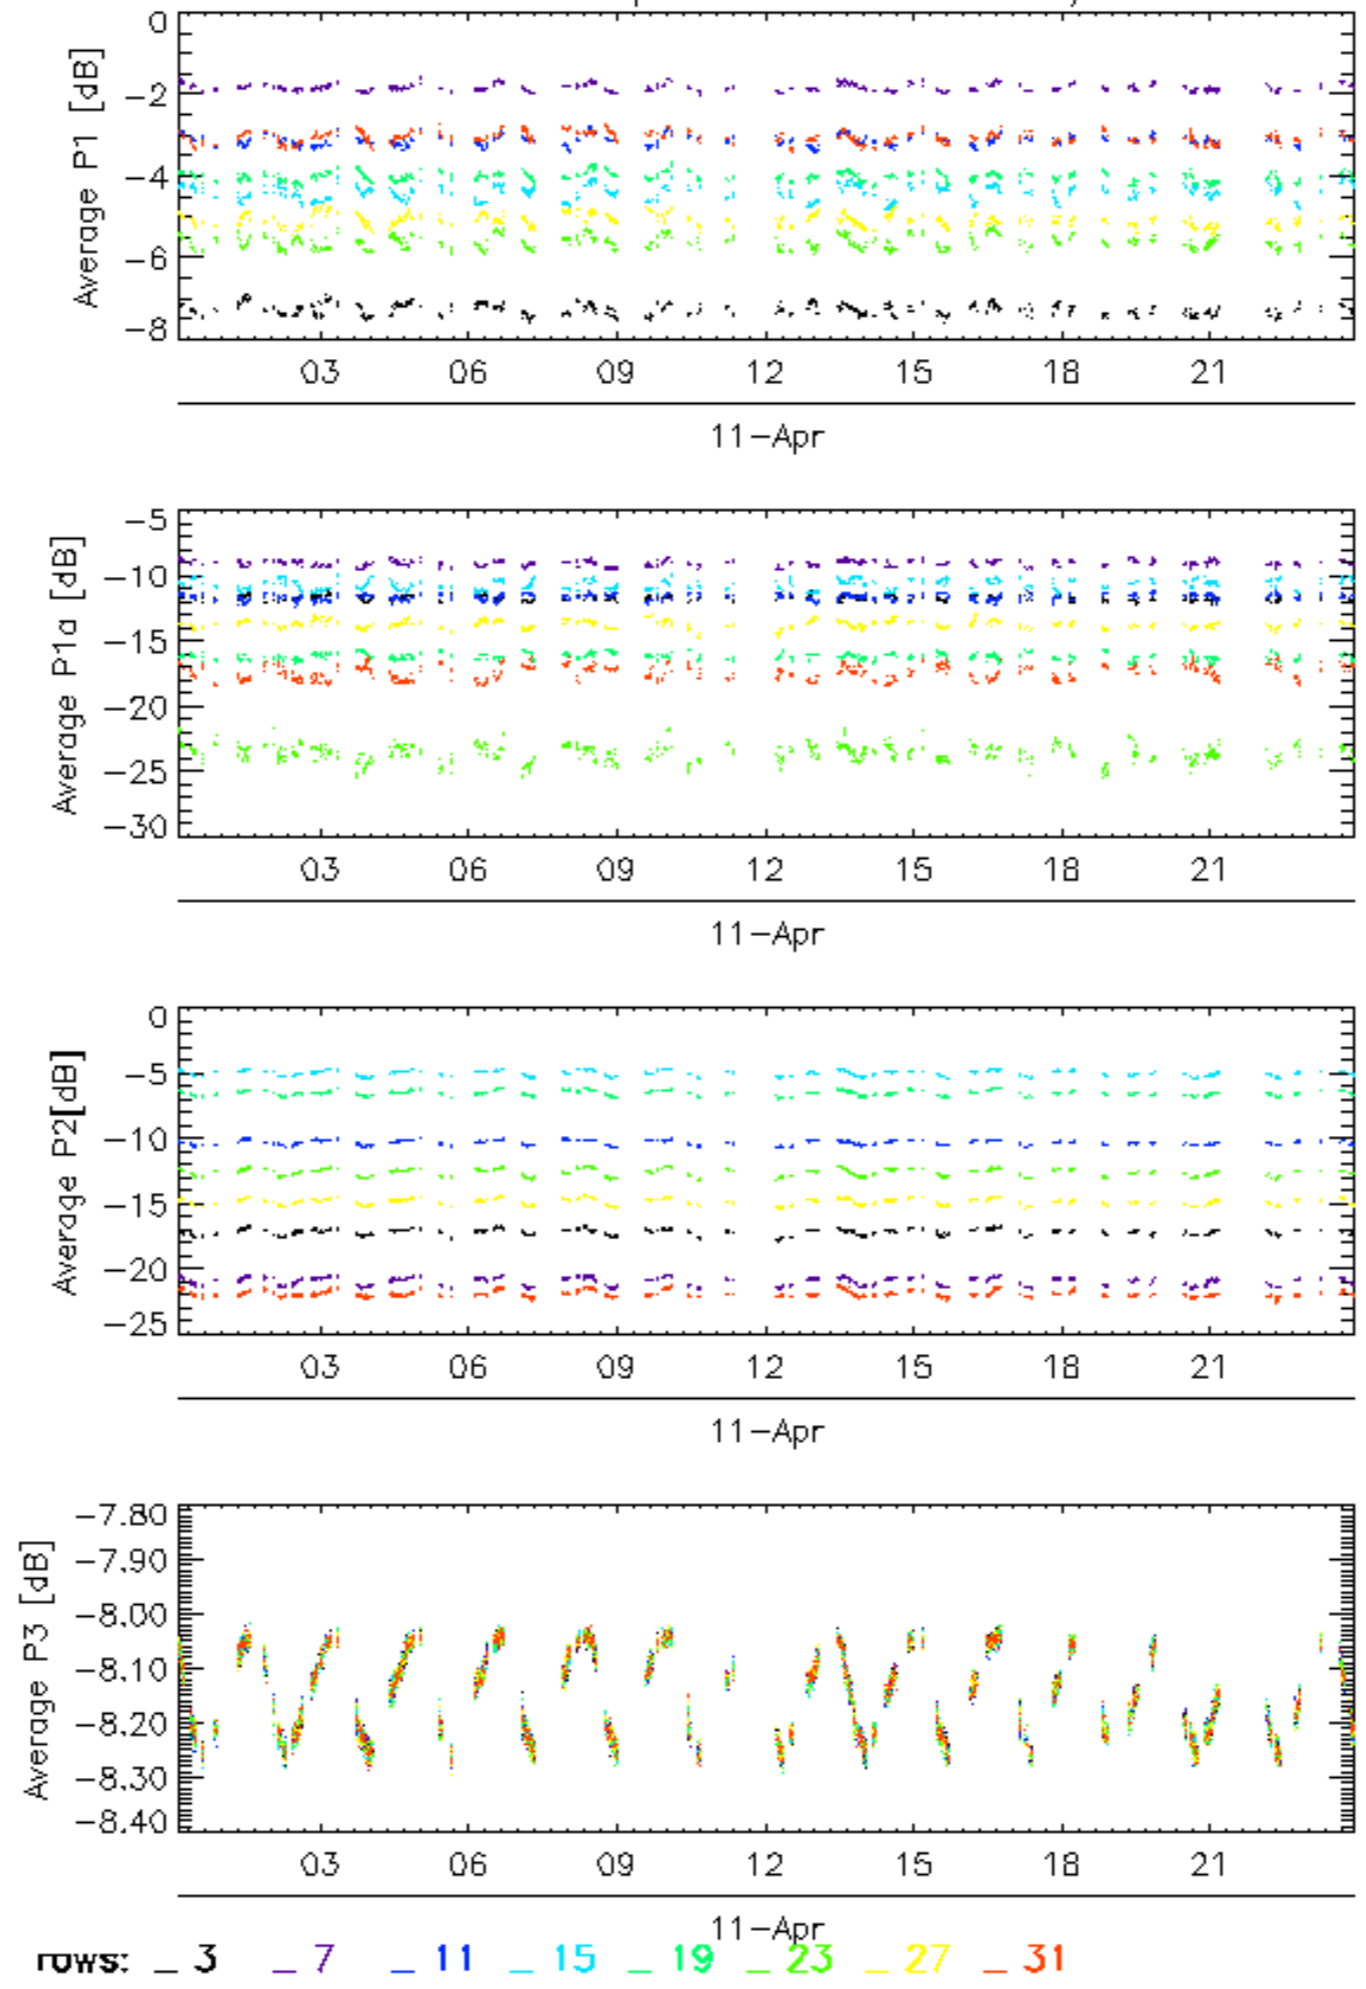 0
−2
−4
−6
−8
Average P1 [dB]
03 06 09 12 15 18 21
11−Apr
−5
−10
−15
−20
−25
−30
Average P1a [dB]
03 06 09 12 15 18 21
11−Apr
0
−5
−10
−15
−20
−25
Average P2[dB]
03 06 09 12 15 18 21
11−Apr
−7.80
−7.90
−8.00
−8.10
−8.20
−8.30
−8.40
Average P3 [dB]
03 06 09 12 15 18 21
11−Apr
rows: _ 3 _ 7 _ 11 _ 15 _ 19 _ 23 _ 27 _ 31